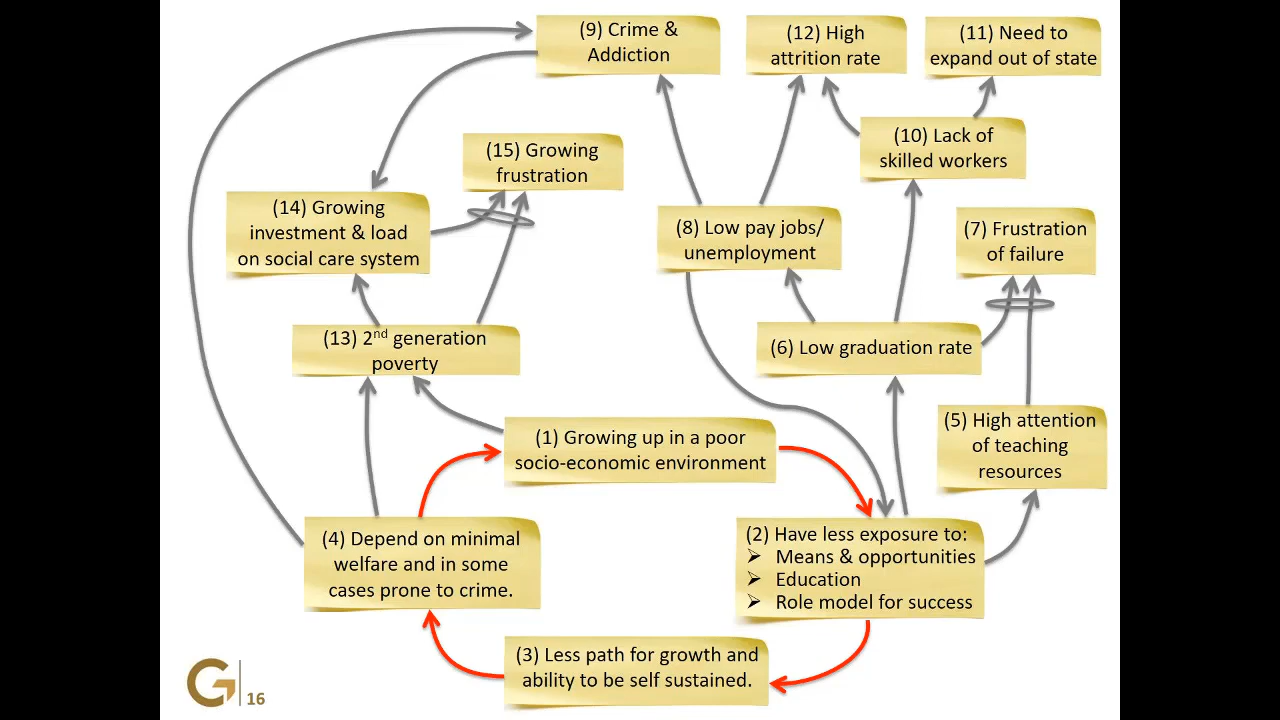 (9) Crime &
Addiction
(12) High
attrition rate
(11) Need to
expand out of state
(10) Lack of
skilled workers
(15) Growing
frustration
(14) Growing
investment & load
on social care system
(8) Low pay jobs/
unemployment
(7) Frustration
of failure
(13) 2nd generation
poverty
(6) Low graduation rate
(1) Growing up in a poor
socio-economic environment
(5) High attention
of teaching
resources
(4) Depend on minimal
welfare and in some
cases prone to crime.
(2) Have less exposure to:
➢ Means & opportunities
➢ Education
➢ Role model for success
(3) Less path for growth and
ability to be self sustained.
G
16